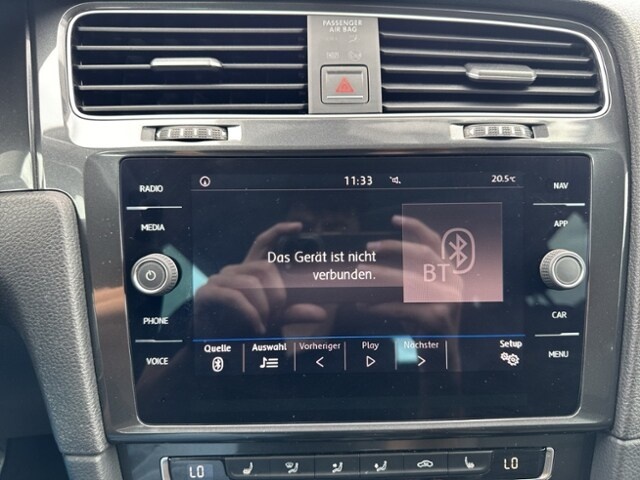 PASSENGER
AIR BAG
RADIO
MEDIA
PHONE
VOICE
11:33
20.5°C
Das Gerät ist nicht
verbunden.
BT
Quelle
Auswahl
Vorheriger
Play
Nächster
Setup
NAV
APP
CAR
MENU
LO
LO